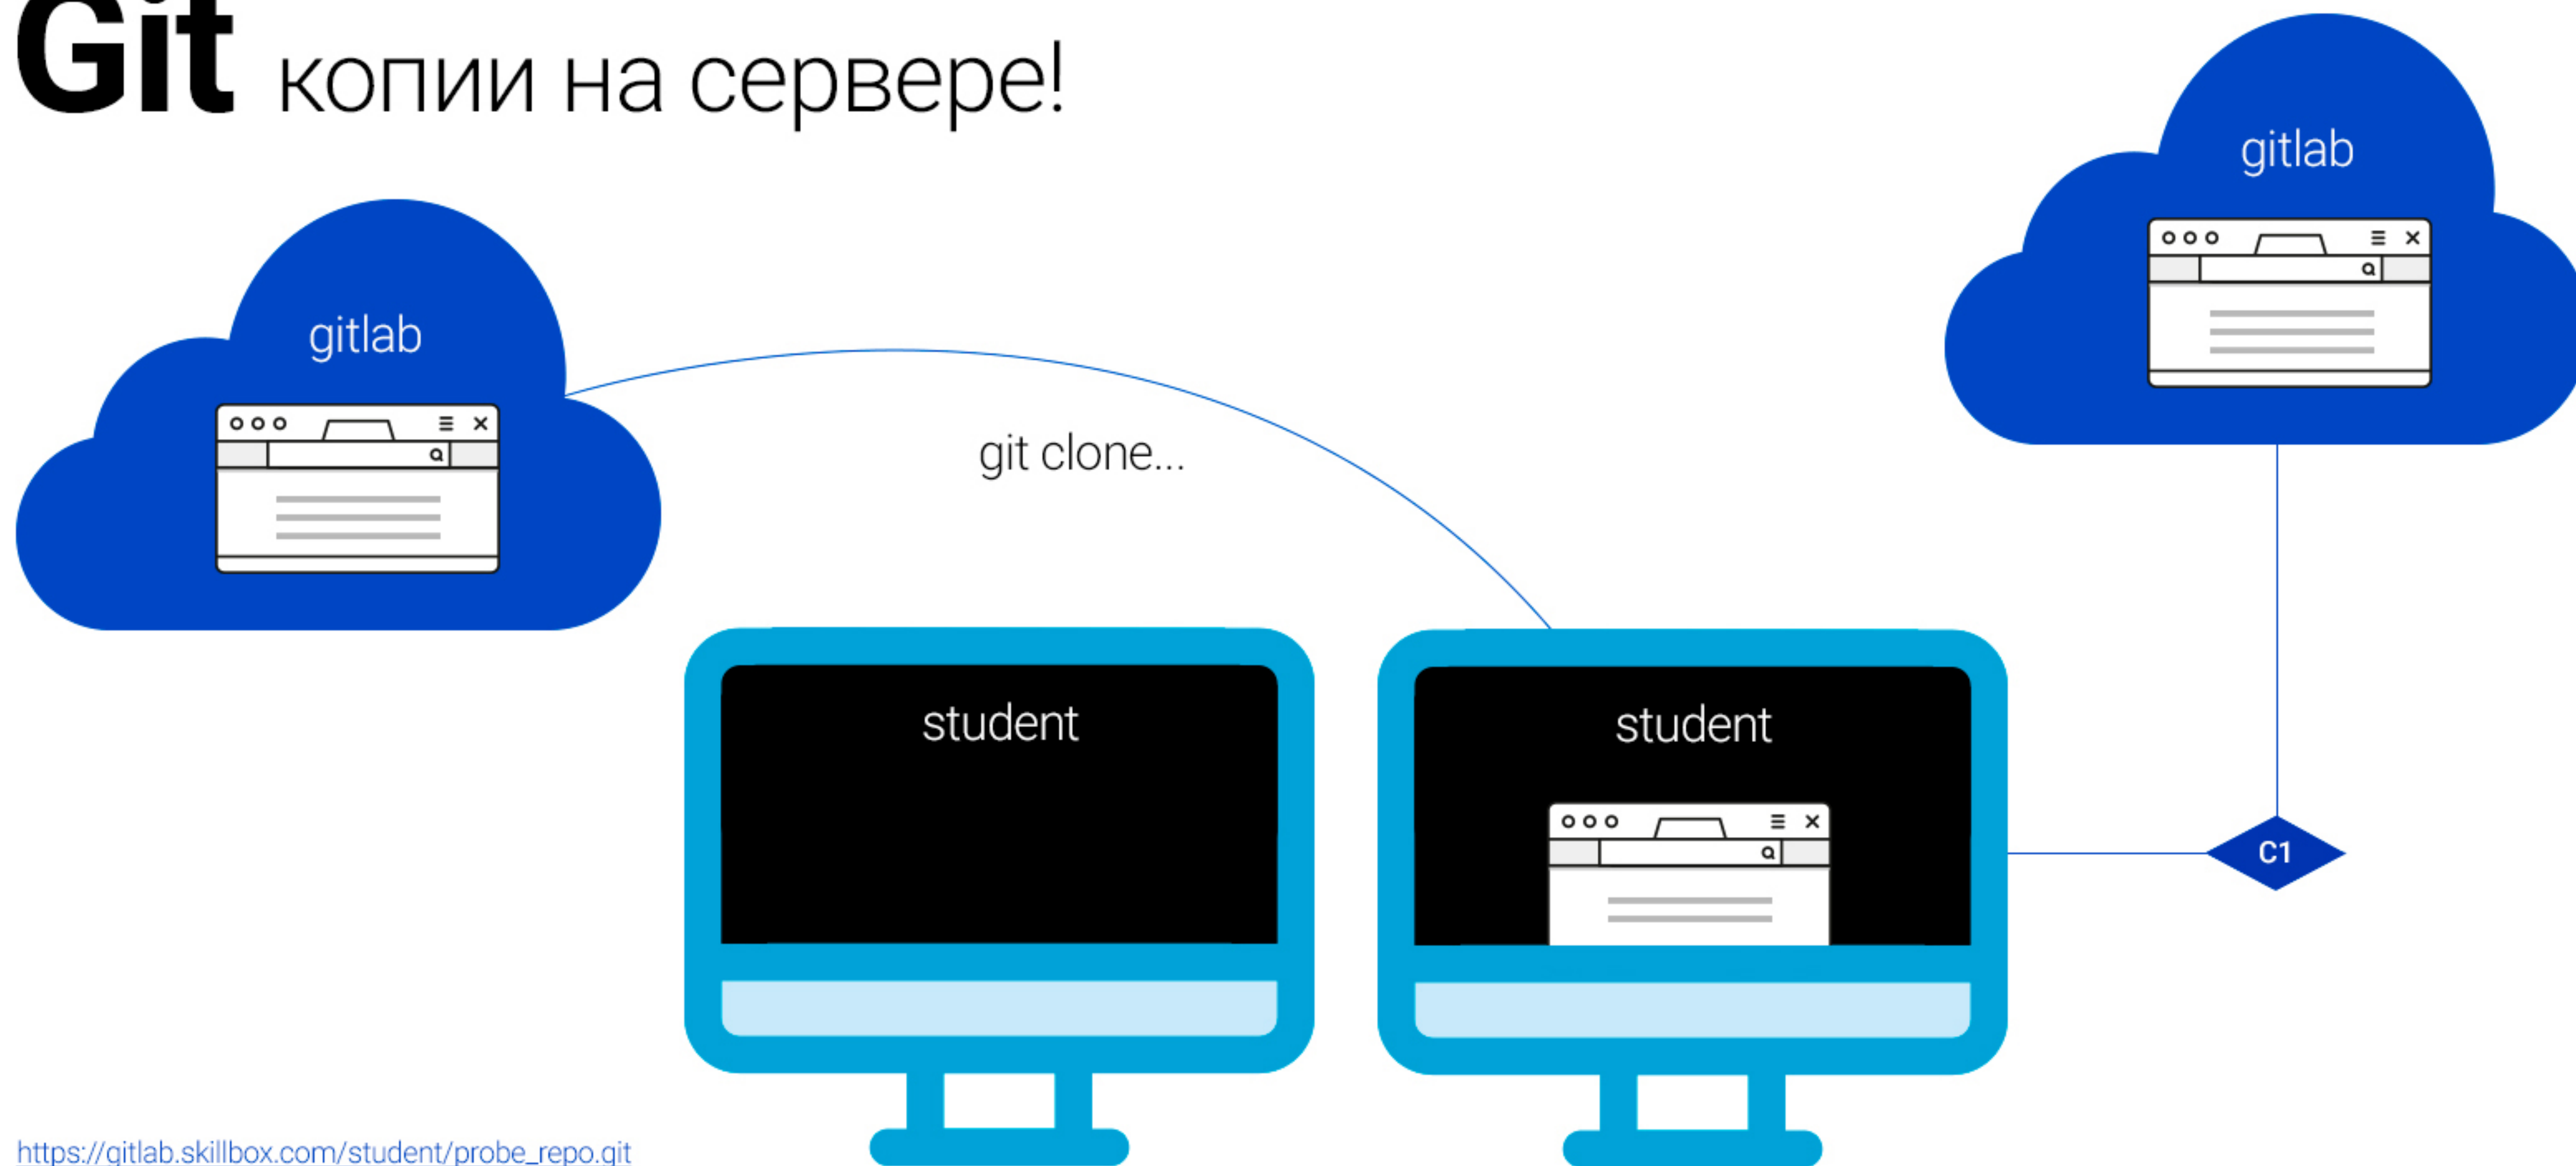 Git копии на сервере!
gitlab
gitlab
git clone...
student
student
C1
https://gitlab.skillbox.com/student/probe_repo.git